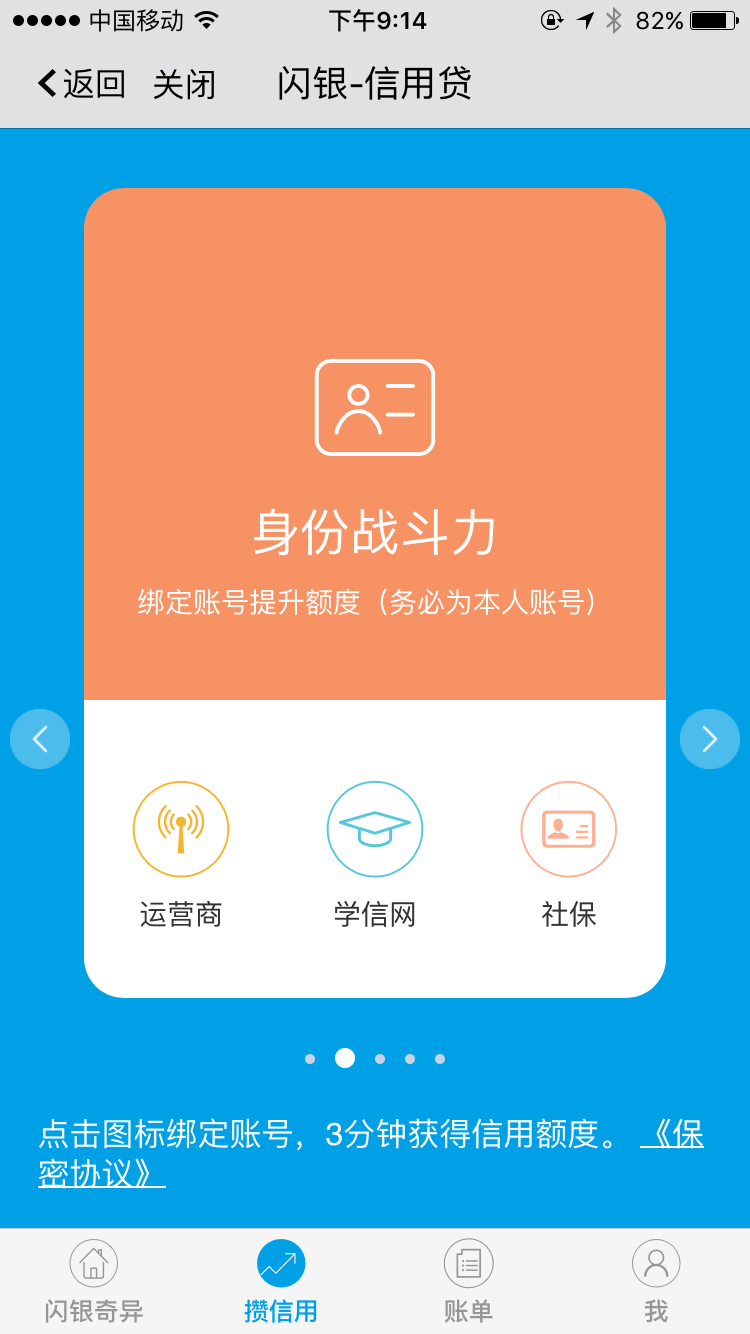 中国移动 下午9:14 82%
返回 关闭 闪银-信用贷
身份战斗力
绑定账号提升额度（务必为本人账号）
运营商 学信网 社保
点击图标绑定账号，3分钟获得信用额度。《保
密协议》
闪银奇异 攒信用 账单 我